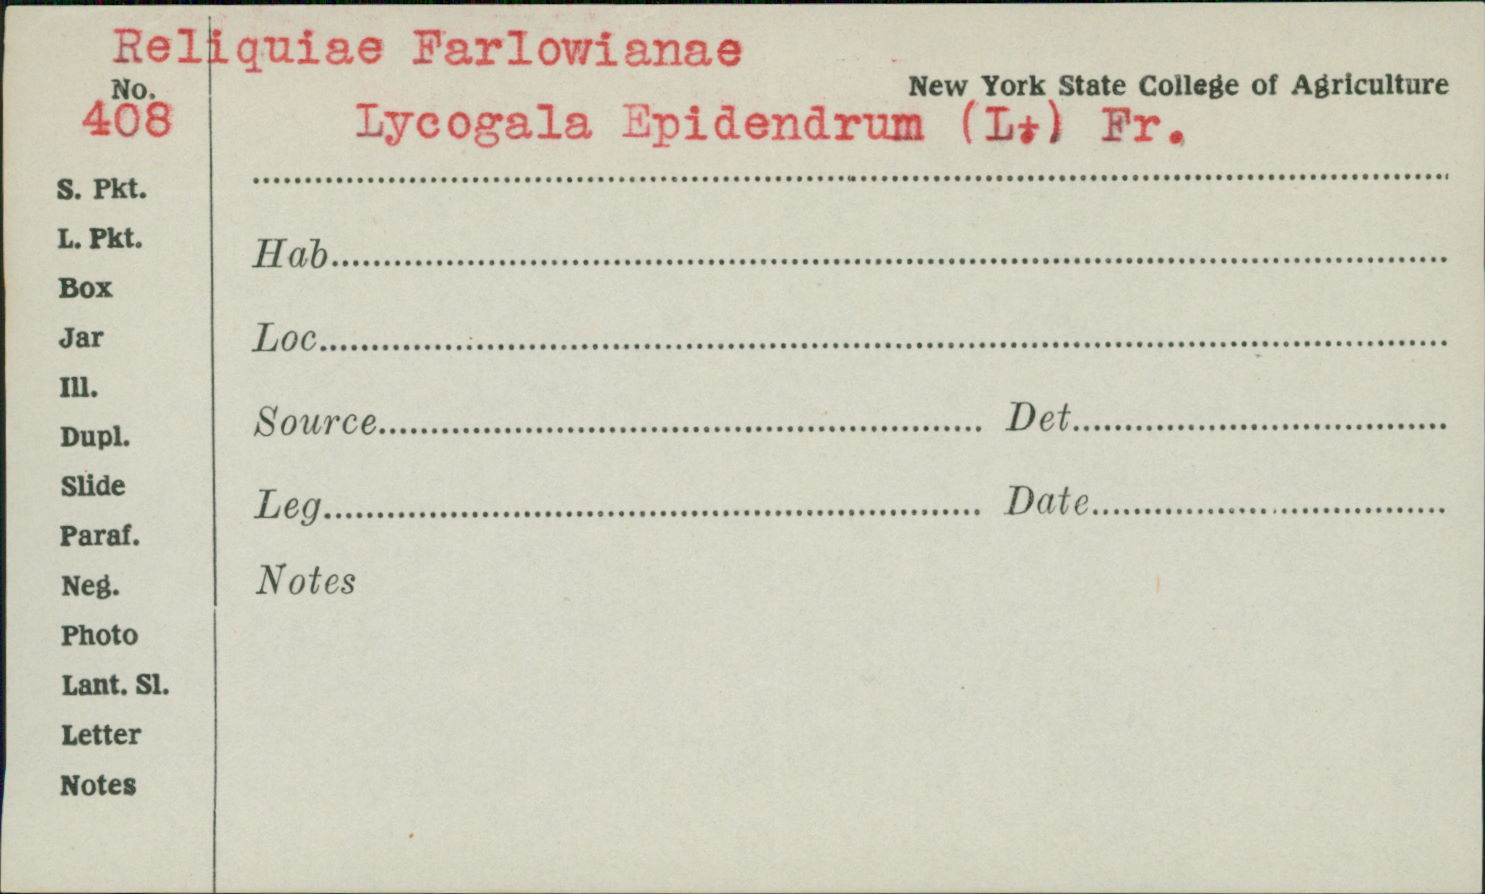 Reliquiae Farlowianae
No.
New York State College of Agriculture
408
Lycogala Epidendrum (L.) Fr.
S. Pkt.
L. Pkt.
Box
Jar
Ill.
Dupl.
Slide
Paraf.
Neg.
Photo
Lant. Sl.
Letter
Notes
Hab
Loc
Source Det
Leg Date
Notes